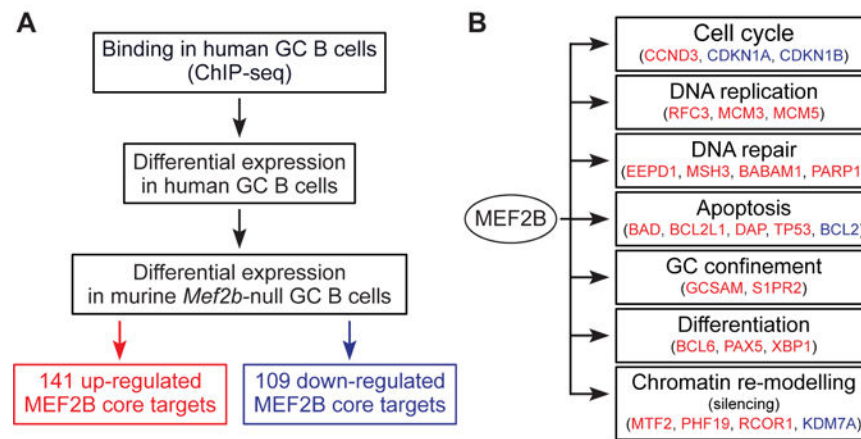 A
Binding in human GC B cells
(ChIP-seq)
Differential expression
in human GC B cells
Differential expression
in murine Mef2b-null GC B cells
141 up-regulated
MEF2B core targets
109 down-regulated
MEF2B core targets
B
MEF2B
Cell cycle
(CCND3, CDKN1A, CDKN1B)
DNA replication
(RFC3, MCM3, MCM5)
DNA repair
(EEPD1, MSH3, BABAM1, PARP1)
Apoptosis
(BAD, BCL2L1, DAP, TP53, BCL2)
GC confinement
(GCSAM, S1PR2)
Differentiation
(BCL6, PAX5, XBP1)
Chromatin re-modelling
(silencing)
(MTF2, PHF19, RCOR1, KDM7A)